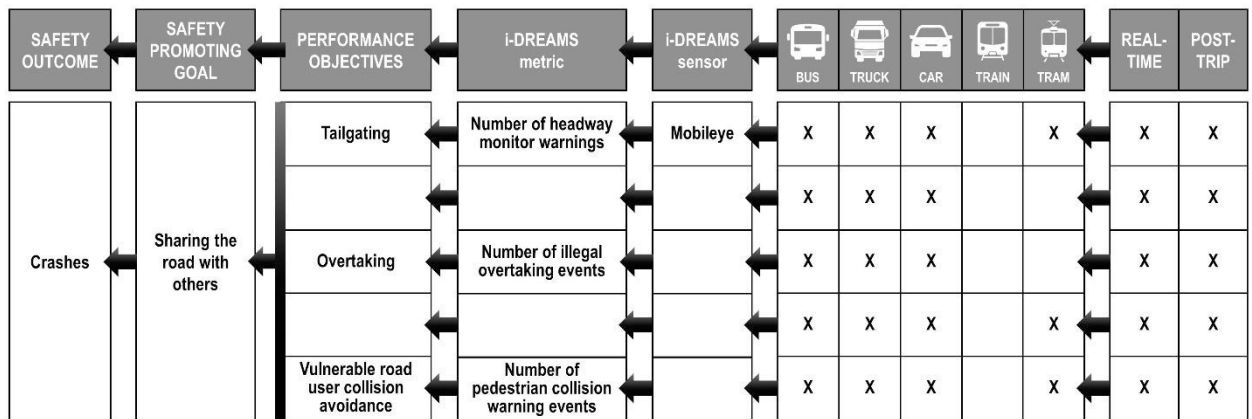 SAFETY
OUTCOME
SAFETY
PROMOTING
GOAL
PERFORMANCE
OBJECTIVES
i-DREAMS
metric
i-DREAMS
sensor
BUS
TRUCK
CAR
TRAIN
TRAM
REAL-
TIME
POST-
TRIP
Crashes
Sharing the
road with
others
Tailgating
Number of headway
monitor warnings
Mobileye
X X X X X X
X X X X X
Overtaking
Number of illegal
overtaking events
X X X X X
X X X X X X
Vulnerable road
user collision
avoidance
Number of
pedestrian collision
warning events
X X X X X X